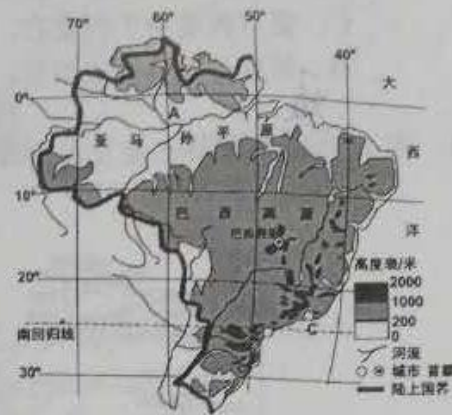 70° 60° 50° 40°
大
0° A
亚 马 孙 平 原
西
10°
巴 西 高 原
洋
巴西利亚
高度表/米
20°
2000
1000
200
0
C
南回归线
河流
城市 首都
30°
陆上国界